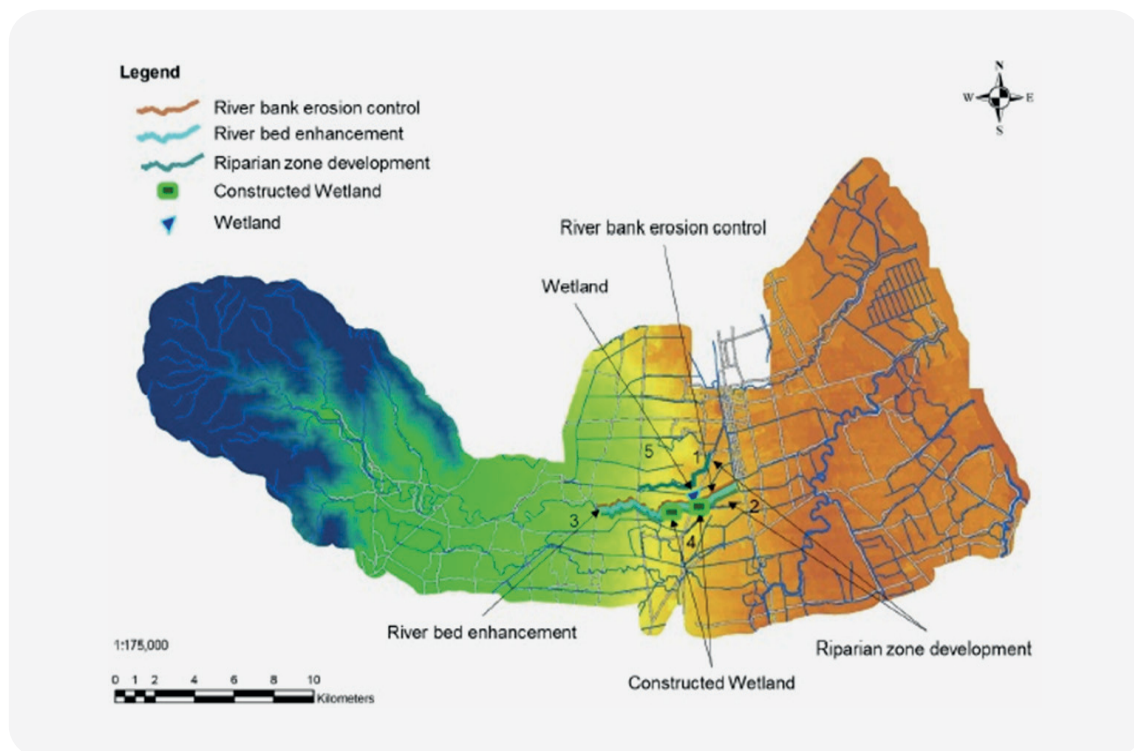 Legend
River bank erosion control
River bed enhancement
Riparian zone development
Constructed Wetland
Wetland
N
W E
S
River bank erosion control
Wetland
5
1
3
2
4
River bed enhancement
Riparian zone development
Constructed Wetland
1:175,000
0 1 2 4 6 8 10
Kilometers